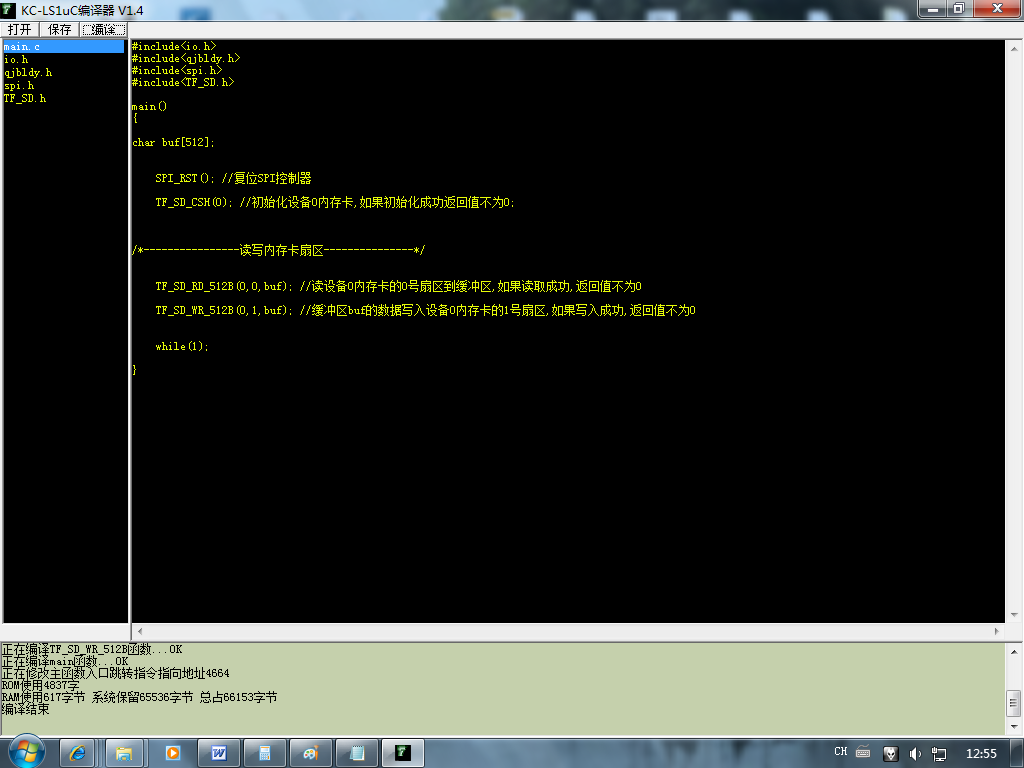 KC-LS1uC编译器 V1.4
打开 保存 编译
main.c
io.h
qjbldy.h
spi.h
TF_SD.h
#include<io.h>
#include<qjbldy.h>
#include<spi.h>
#include<TF_SD.h>
main()
{
char buf[512];
SPI_RST(); //复位SPI控制器
TF_SD_CSH(0); //初始化设备0内存卡,如果初始化成功返回值不为0;
/*----------------读写内存卡扇区---------------*/
TF_SD_RD_512B(0,0,buf); //读设备0内存卡的0号扇区到缓冲区,如果读取成功,返回值不为0
TF_SD_WR_512B(0,1,buf); //缓冲区buf的数据写入设备0内存卡的1号扇区,如果写入成功,返回值不为0
while(1);
}
正在编译TF_SD_WR_512B函数...OK
正在编译main函数...OK
正在修改主函数入口跳转指令指向地址4664
ROM使用4837字
RAM使用617字节 系统保留65536字节 总占66153字节
编译结束
CH
12:55